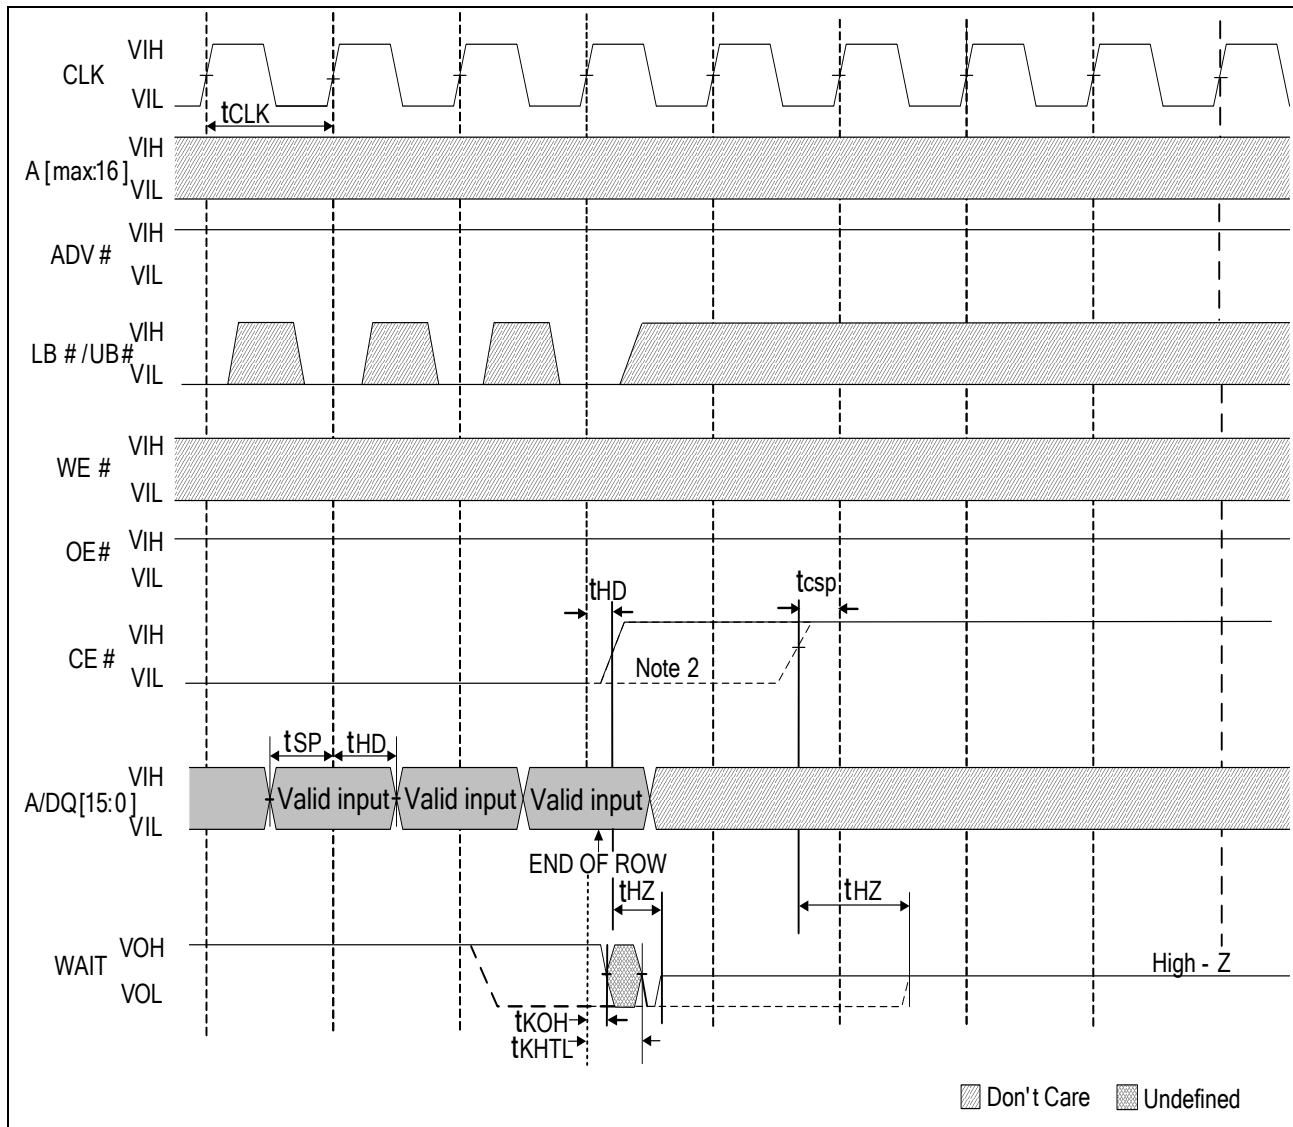 VIH
CLK
VIL
tCLK
VIH
A [max:16]
VIL
VIH
ADV #
VIL
VIH
LB # /UB#
VIL
VIH
WE #
VIL
VIH
OE#
VIL
tHD
tcsp
VIH
CE #
VIL
Note 2
tSP
tHD
VIH
A/DQ[15:0]
VIL
Valid input
Valid input
Valid input
END OF ROW
tHZ
tHZ
VOH
WAIT
VOL
High - Z
tKOH
tKHTL
Don't Care
Undefined